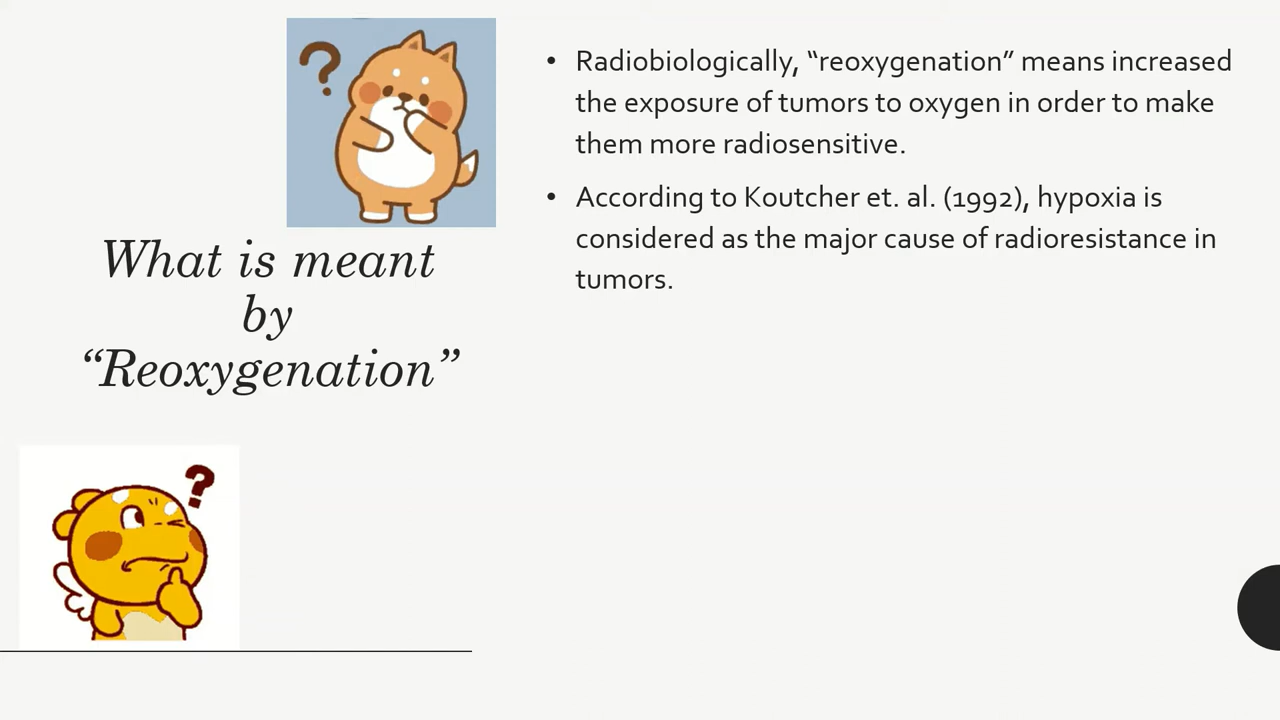 What is meant
by
“Reoxygenation”
• Radiobiologically, “reoxygenation” means increased
the exposure of tumors to oxygen in order to make
them more radiosensitive.
• According to Koutcher et. al. (1992), hypoxia is
considered as the major cause of radioresistance in
tumors.
?
?